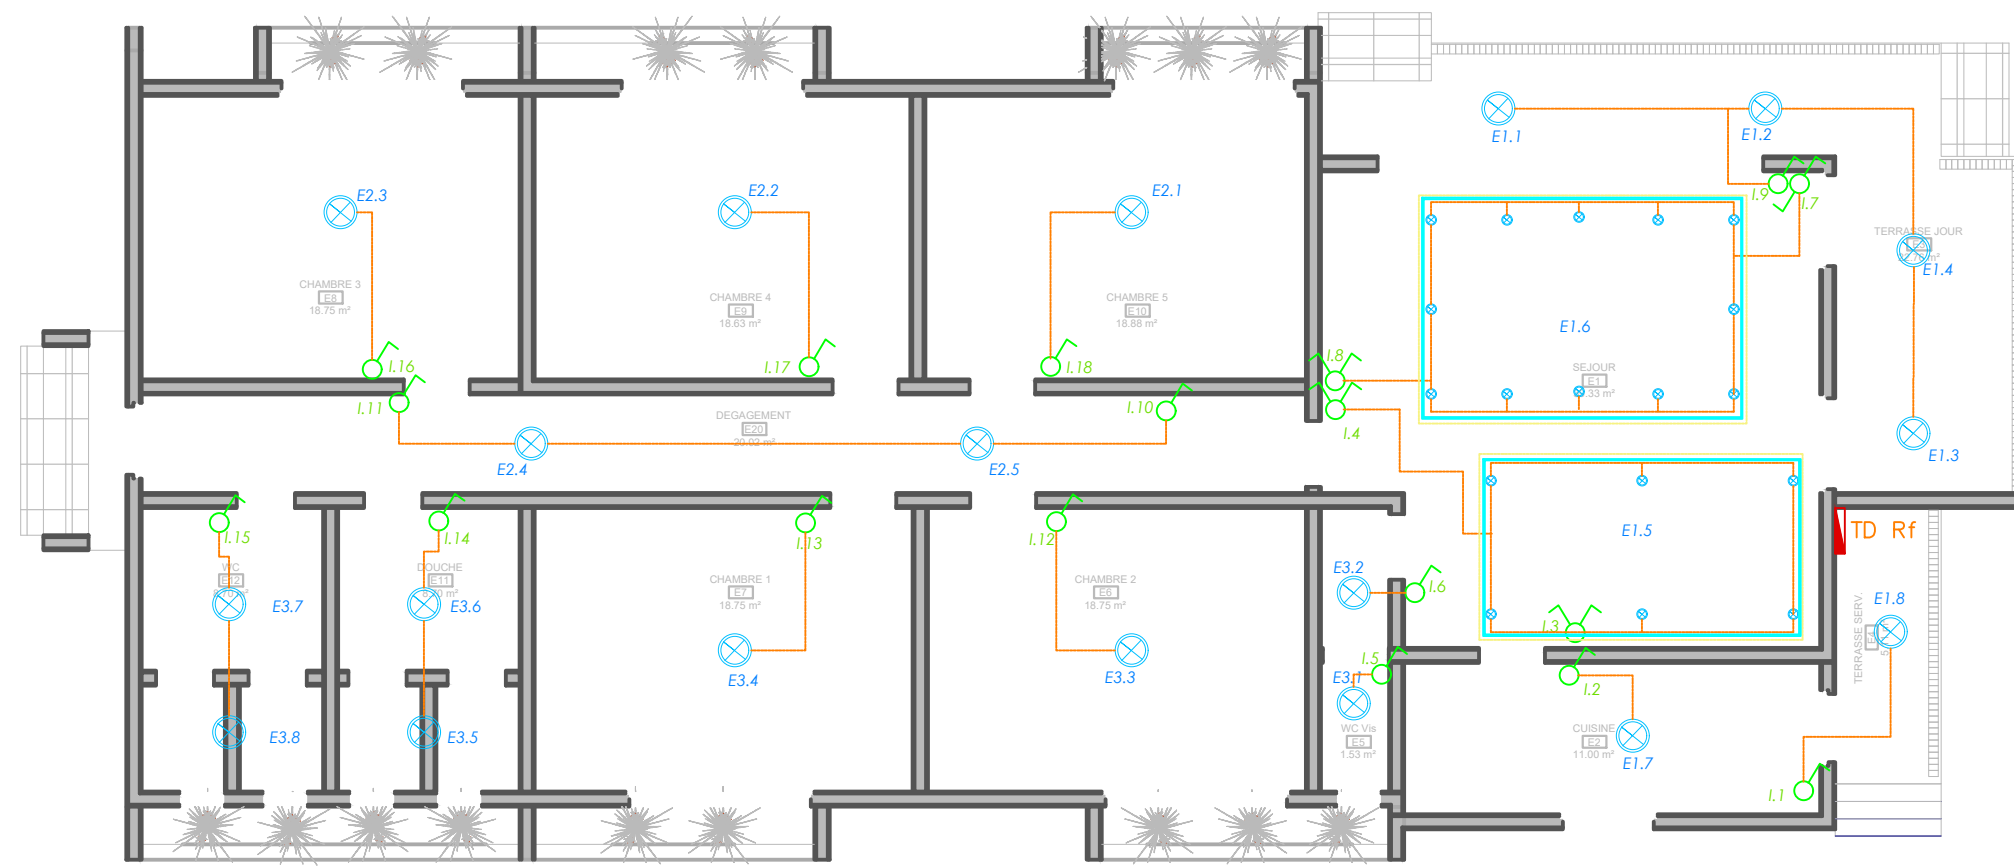 E1.1
E1.2
E2.3
E2.2
E2.1
I.9
I.7
TERRASSE JOUR
E1.4
CHAMBRE 3
E8
18.75 m²
CHAMBRE 4
E9
18.63 m²
CHAMBRE 5
E10
18.88 m²
E1.6
I.16
I.17
I.18
I.8
SEJOUR
E1
I.11
I.10
I.4
DEGAGEMENT
E20
E2.4
E2.5
E1.3
I.15
I.14
I.13
I.12
E1.5
TD Rf
WC
E12
DOUCHE
E11
CHAMBRE 1
E7
18.75 m²
CHAMBRE 2
E6
18.75 m²
E3.2
I.6
E1.8
E3.7
E3.6
I.3
TERRASSE SERV.
E4
E3.4
E3.3
I.5
E3.1
I.2
E3.8
E3.5
WC Vis
E5
1.53 m²
CUISINE
E2
11.00 m²
E1.7
I.1